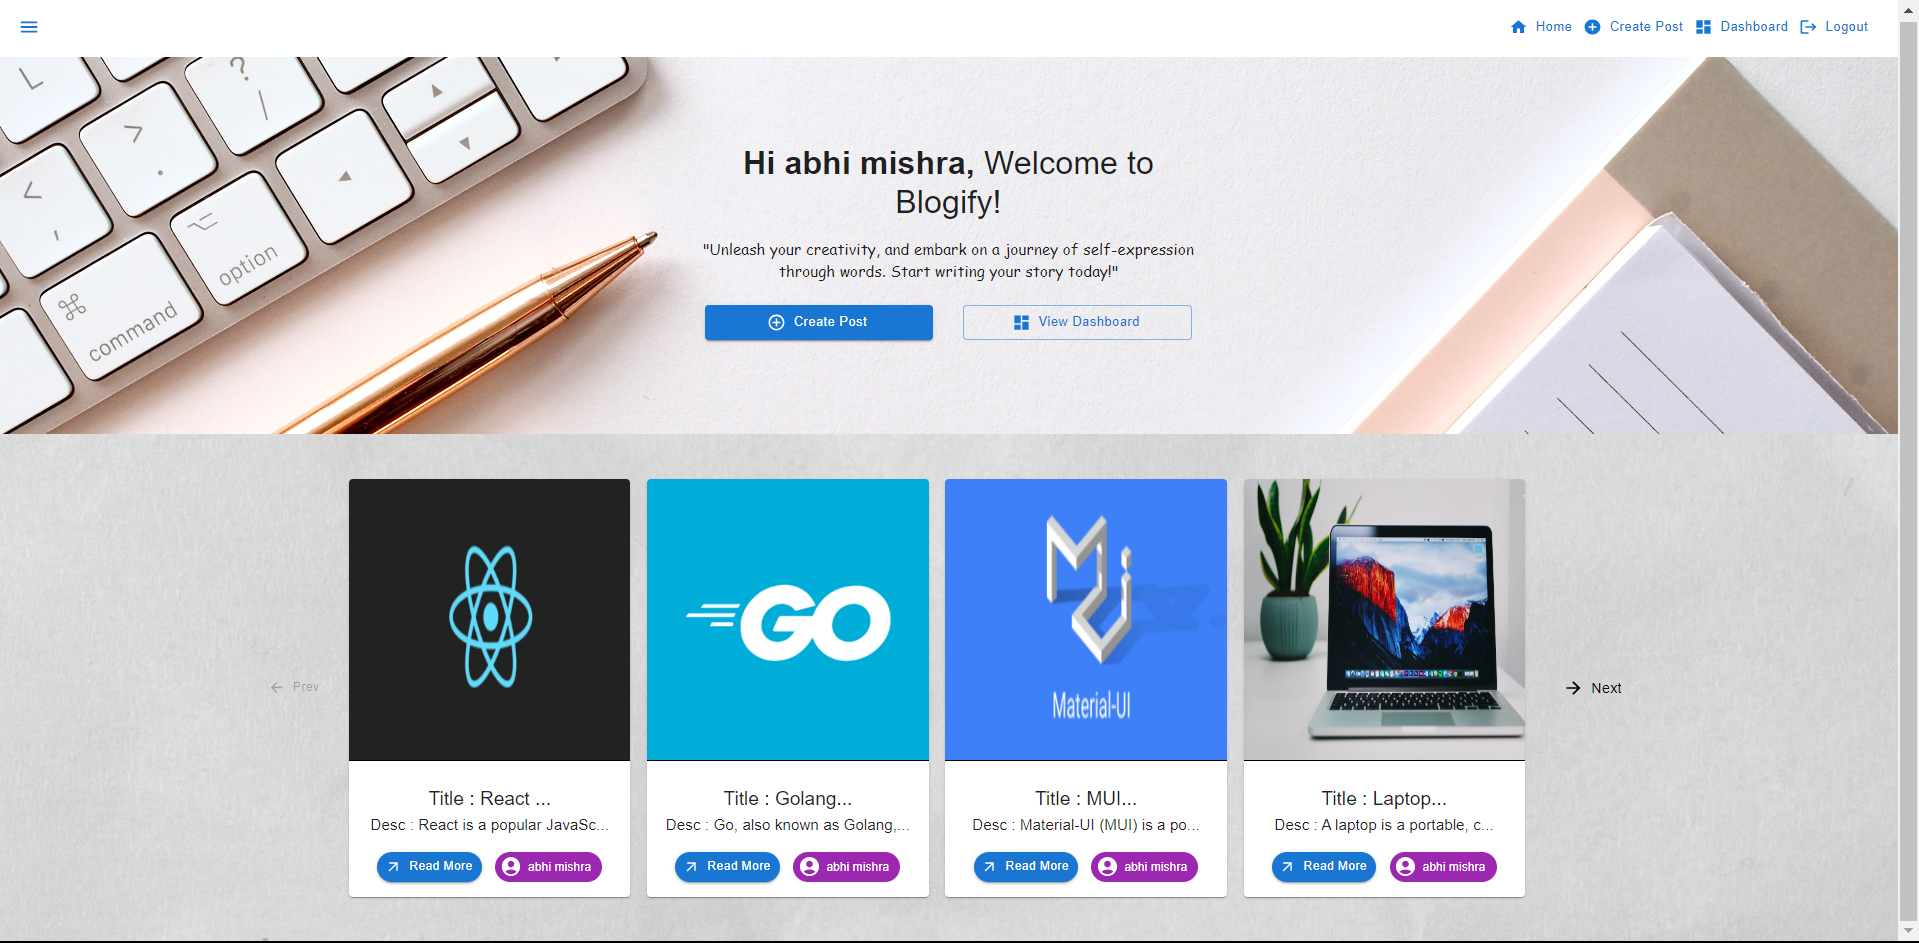 Home Create Post Dashboard Logout
L
?
/
>
.
<
,
option
command
Hi abhi mishra, Welcome to
Blogify!
"Unleash your creativity, and embark on a journey of self-expression
through words. Start writing your story today!"
Create Post View Dashboard
GO
Material-UI
Prev
Next
Title : React ...
Desc : React is a popular JavaSc...
Read More abhi mishra
Title : Golang...
Desc : Go, also known as Golang,...
Read More abhi mishra
Title : MUI...
Desc : Material-UI (MUI) is a po...
Read More abhi mishra
Title : Laptop...
Desc : A laptop is a portable, c...
Read More abhi mishra